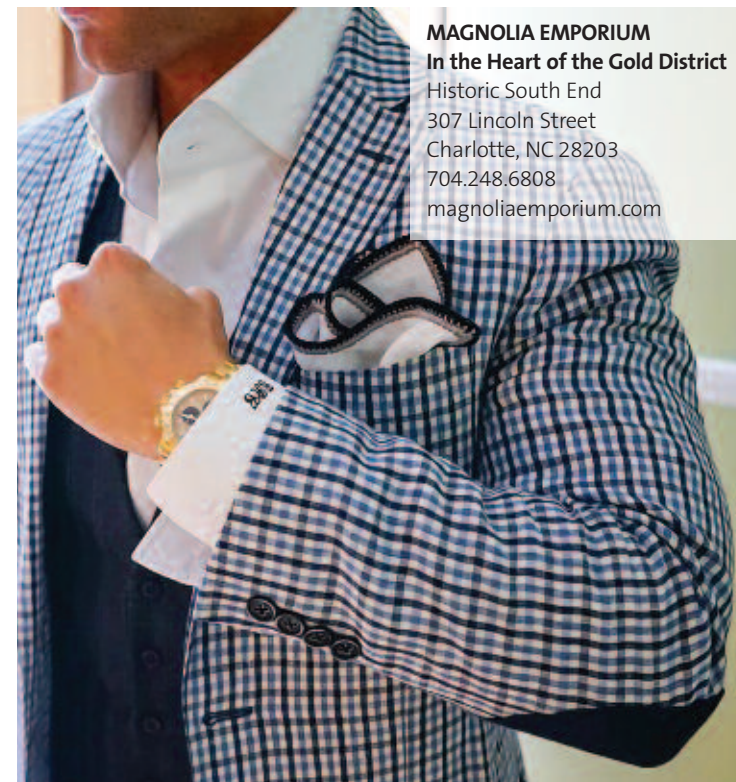 MAGNOLIA EMPORIUM
In the Heart of the Gold District
Historic South End
307 Lincoln Street
Charlotte, NC 28203
704.248.6808
magnoliaemporium.com